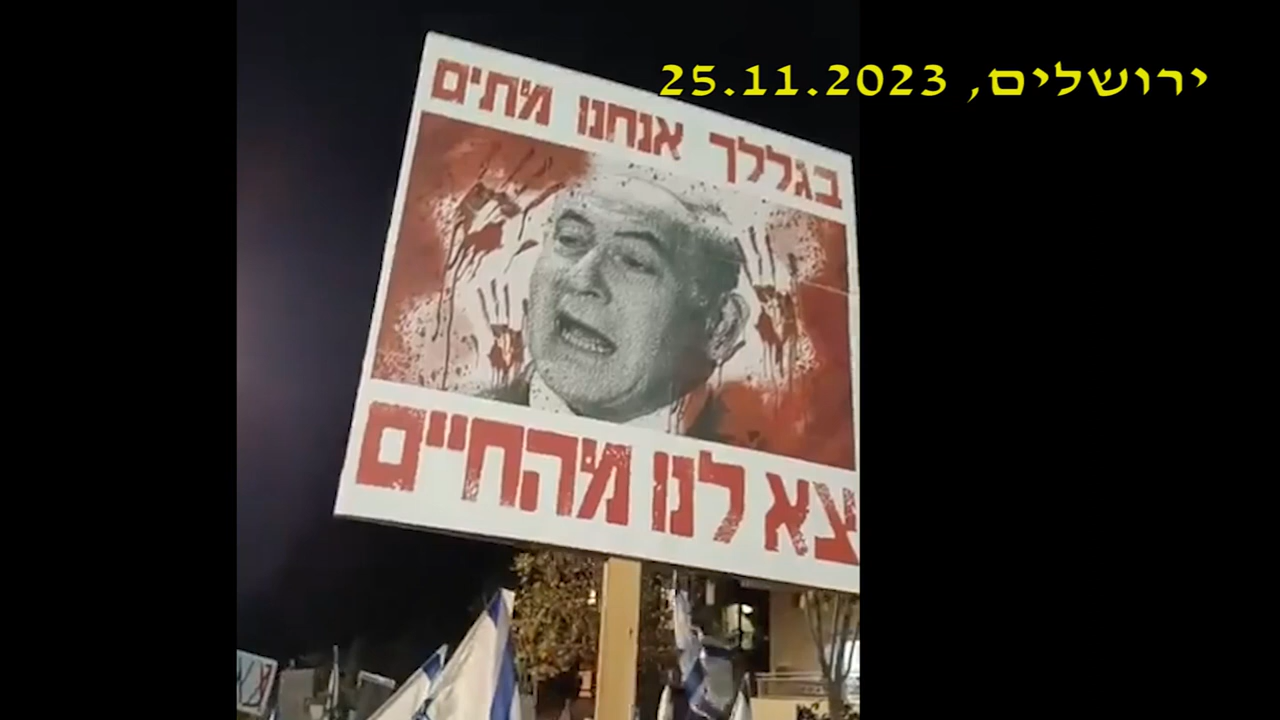 ירושלים, 25.11.2023
בגללך אנחנו מתים
צא לנו מהחיים